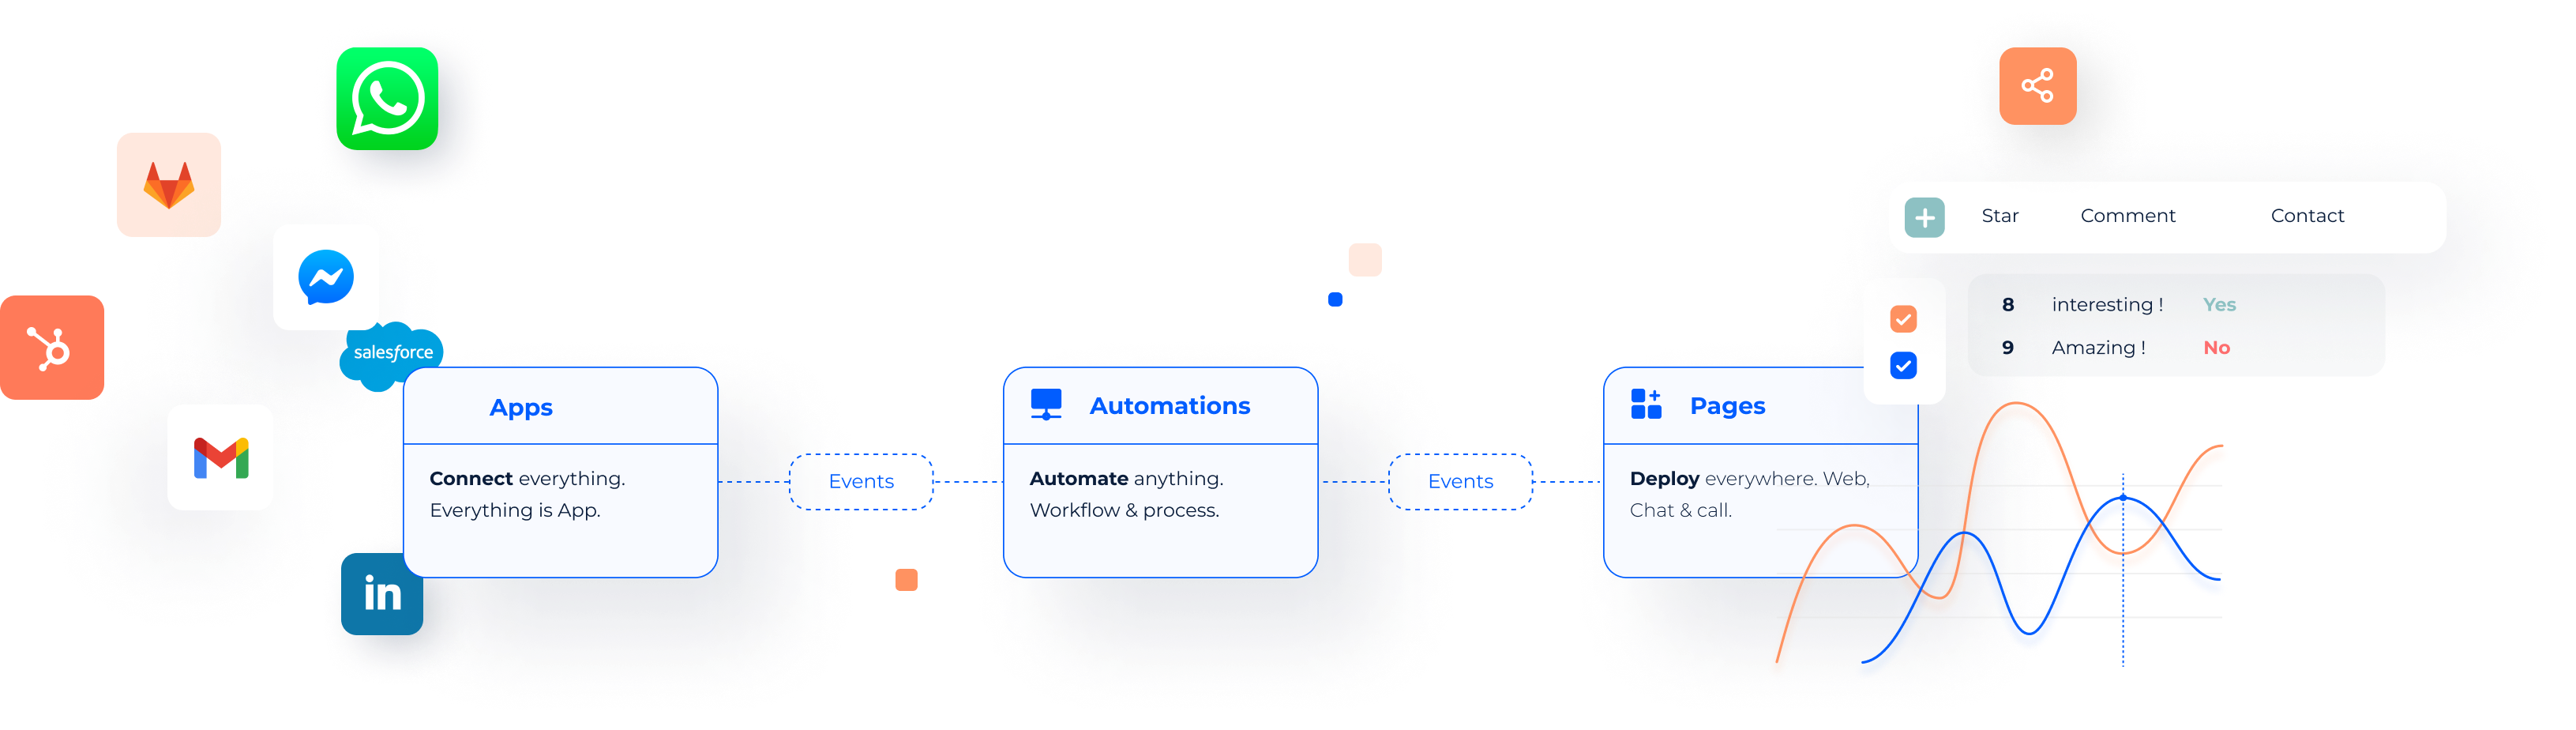 Star Comment Contact
8 interesting ! Yes
9 Amazing ! No
salesforce
Apps
Connect everything.
Everything is App.
in
Events
Automations
Automate anything.
Workflow & process.
Events
Pages
Deploy everywhere. Web,
Chat & call.